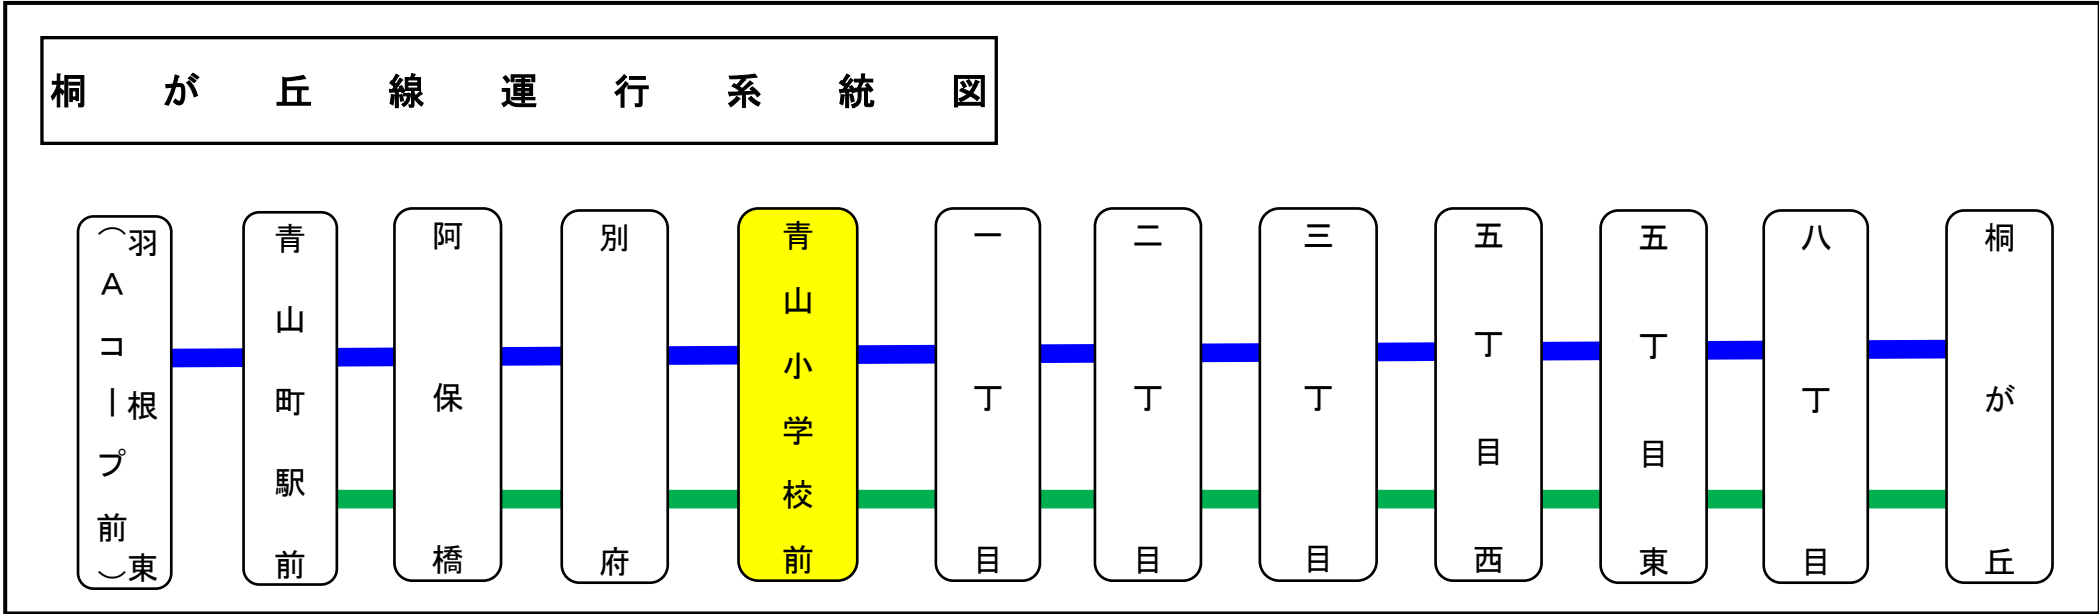 桐が丘線運行系統図
羽根東
（Ａコープ前）
青山町駅前
阿保橋
別府
青山小学校前
一丁目
二丁目
三丁目
五丁目西
五丁目東
八丁目
桐が丘